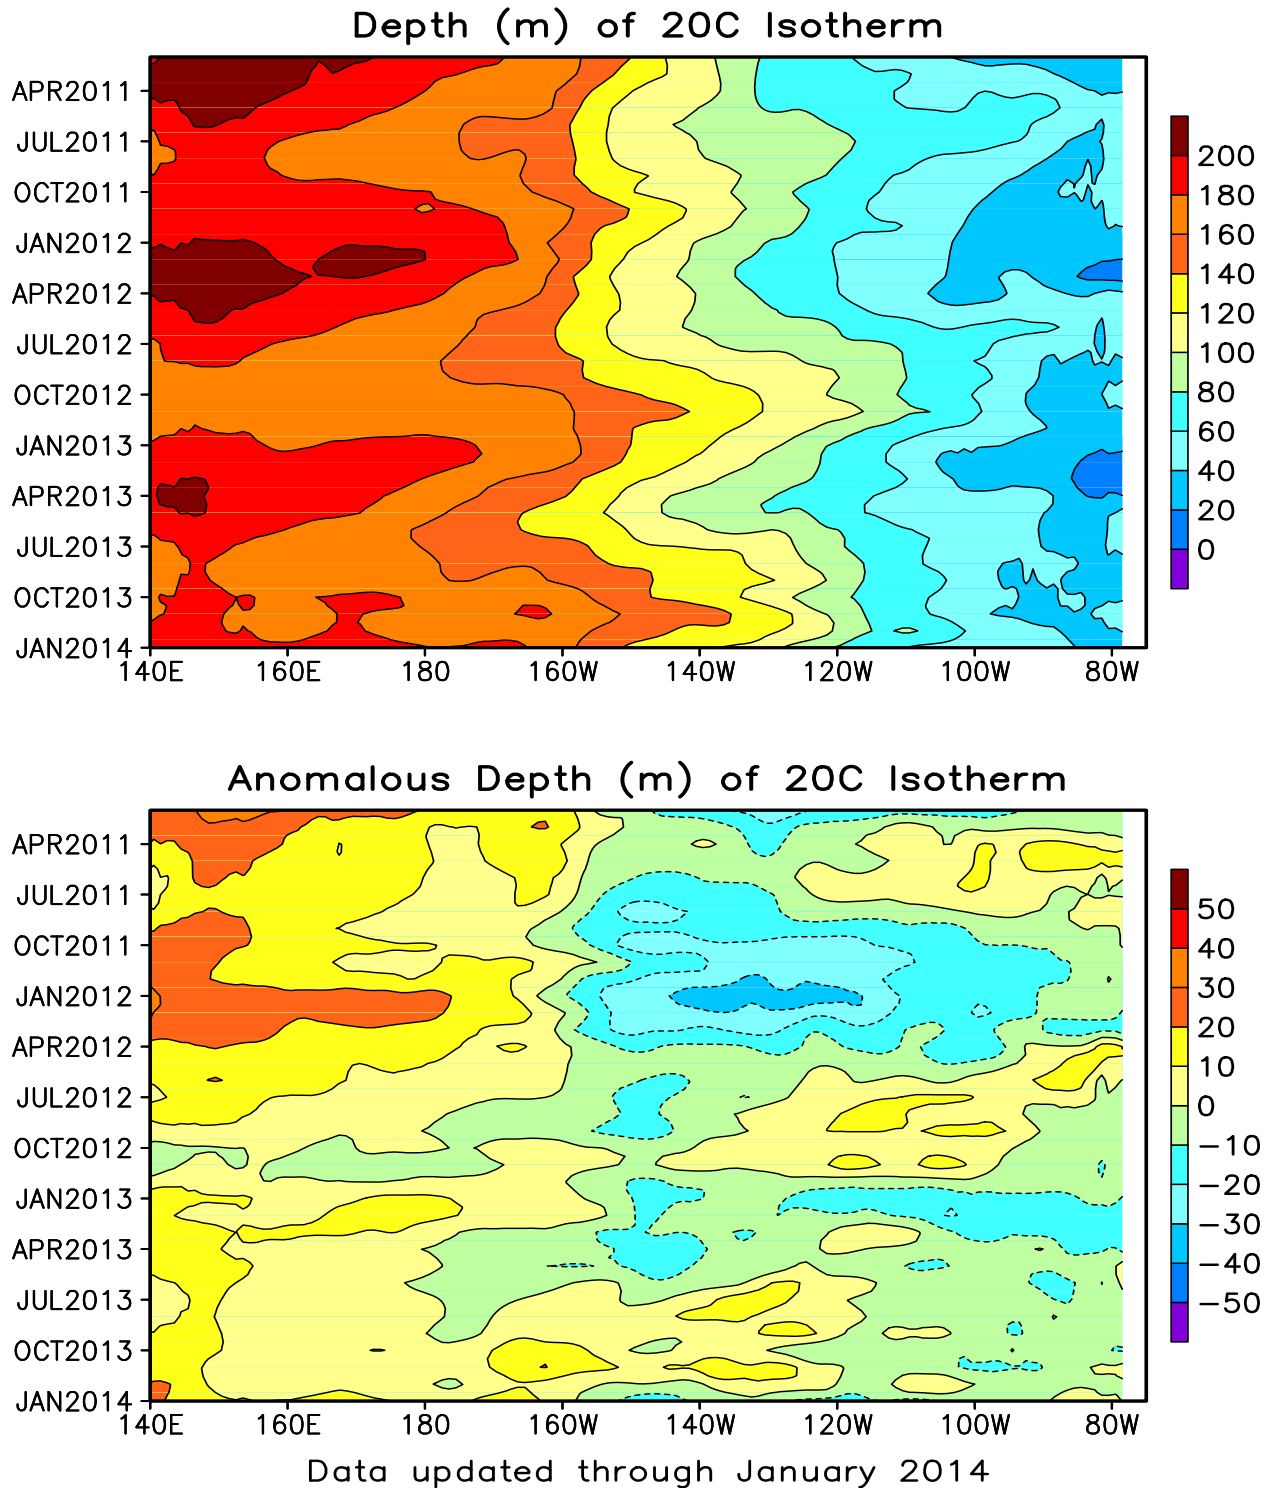 Depth (m) of 20C Isotherm
APR2011
JUL2011
OCT2011
JAN2012
APR2012
JUL2012
OCT2012
JAN2013
APR2013
JUL2013
OCT2013
JAN2014
140E 160E 180 160W 140W 120W 100W 80W
200
180
160
140
120
100
80
60
40
20
0
Anomalous Depth (m) of 20C Isotherm
APR2011
JUL2011
OCT2011
JAN2012
APR2012
JUL2012
OCT2012
JAN2013
APR2013
JUL2013
OCT2013
JAN2014
140E 160E 180 160W 140W 120W 100W 80W
50
40
30
20
10
0
−10
−20
−30
−40
−50
Data updated through January 2014